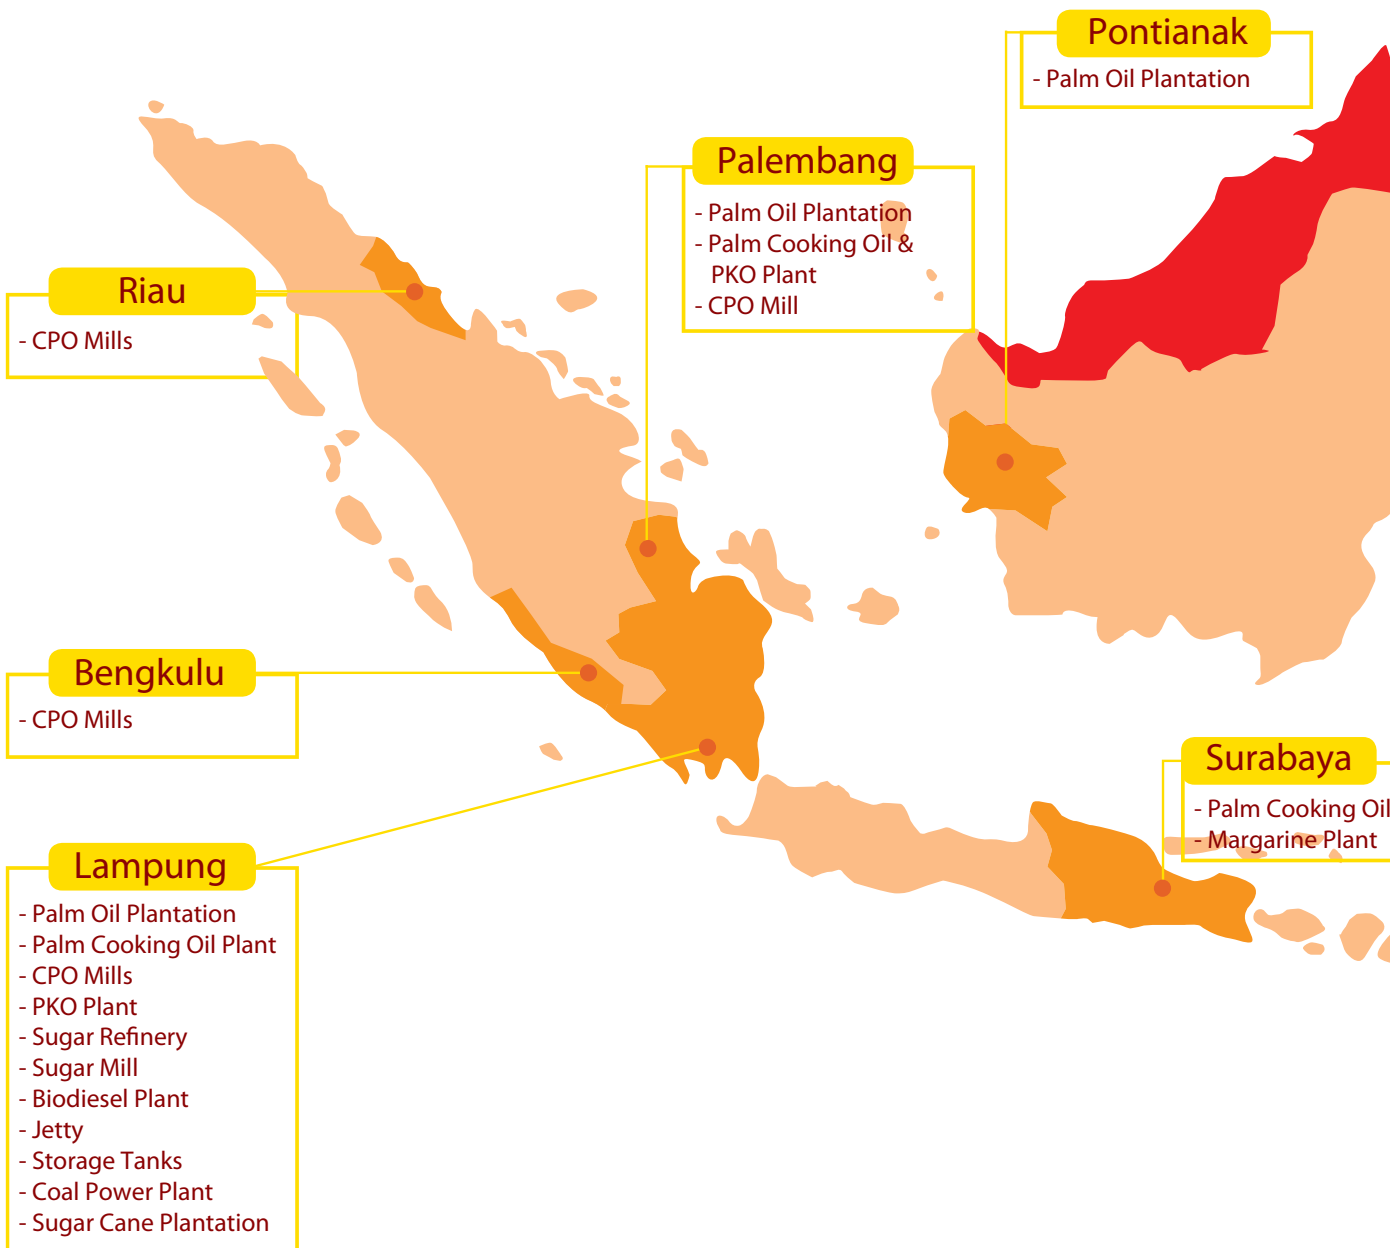 Pontianak
- Palm Oil Plantation
Palembang
- Palm Oil Plantation
- Palm Cooking Oil &
PKO Plant
- CPO Mill
Riau
- CPO Mills
Bengkulu
- CPO Mills
Surabaya
- Palm Cooking Oil
- Margarine Plant
Lampung
- Palm Oil Plantation
- Palm Cooking Oil Plant
- CPO Mills
- PKO Plant
- Sugar Refinery
- Sugar Mill
- Biodiesel Plant
- Jetty
- Storage Tanks
- Coal Power Plant
- Sugar Cane Plantation